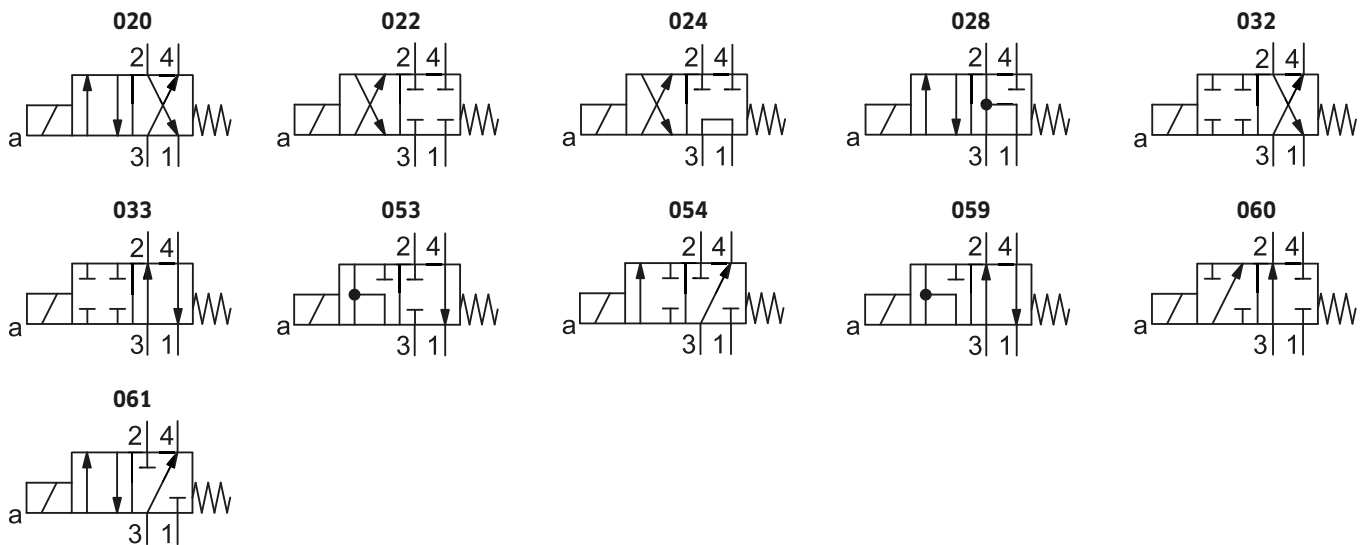 020 022 024 028 032
2 4 2 4 2 4 2 4 2 4
a a a a a
3 1 3 1 3 1 3 1 3 1
033 053 054 059 060
2 4 2 4 2 4 2 4 2 4
a a a a a
3 1 3 1 3 1 3 1 3 1
061
2 4
a
3 1